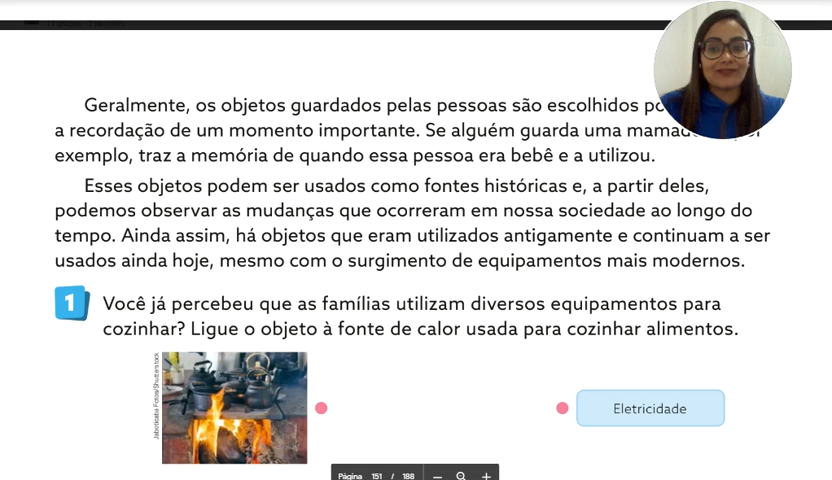 Geralmente, os objetos guardados pelas pessoas são escolhidos
a recordação de um momento importante. Se alguém guarda uma
exemplo, traz a memória de quando essa pessoa era bebê e a utilizou.
Esses objetos podem ser usados como fontes históricas e, a partir deles,
podemos observar as mudanças que ocorreram em nossa sociedade ao longo do
tempo. Ainda assim, há objetos que eram utilizados antigamente e continuam a ser
usados ainda hoje, mesmo com o surgimento de equipamentos mais modernos.
1 Você já percebeu que as famílias utilizam diversos equipamentos para
cozinhar? Ligue o objeto à fonte de calor usada para cozinhar alimentos.
Jaboticaba Fotos/Shutterstock
Eletricidade
Página 151 / 188